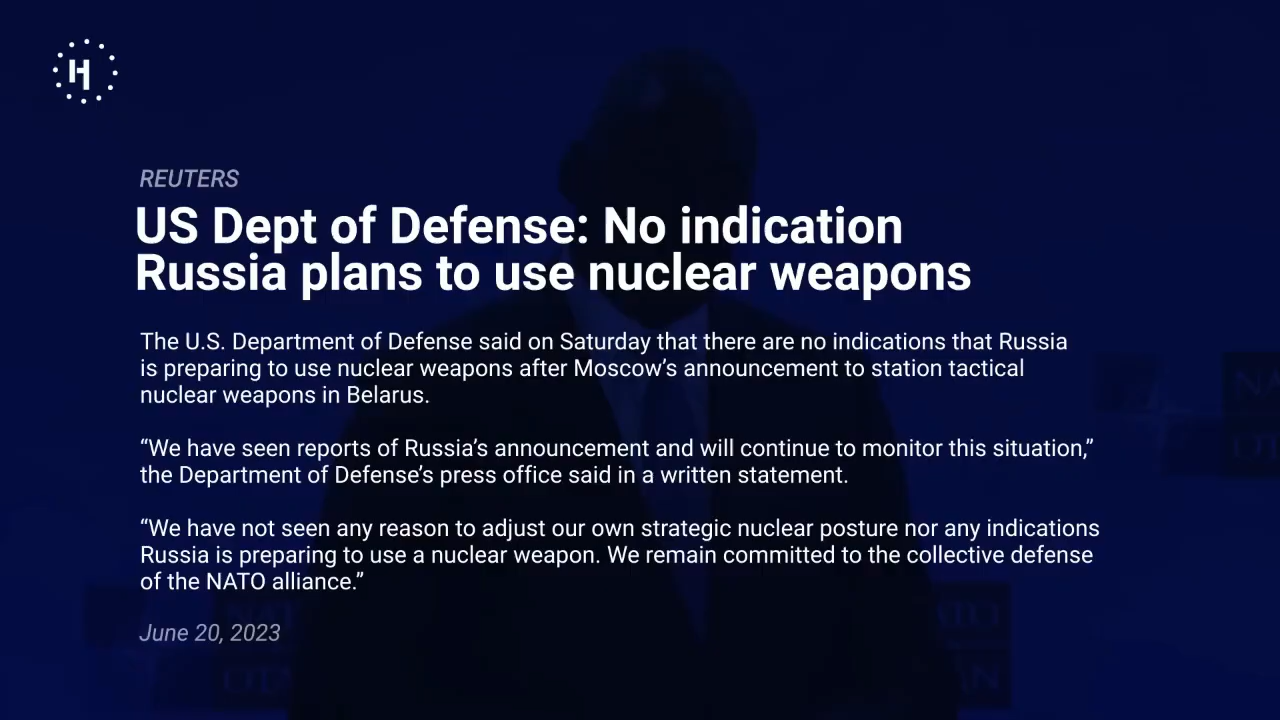 H
REUTERS
US Dept of Defense: No indication
Russia plans to use nuclear weapons
The U.S. Department of Defense said on Saturday that there are no indications that Russia
is preparing to use nuclear weapons after Moscow’s announcement to station tactical
nuclear weapons in Belarus.
“We have seen reports of Russia’s announcement and will continue to monitor this situation,”
the Department of Defense’s press office said in a written statement.
“We have not seen any reason to adjust our own strategic nuclear posture nor any indications
Russia is preparing to use a nuclear weapon. We remain committed to the collective defense
of the NATO alliance.”
June 20, 2023